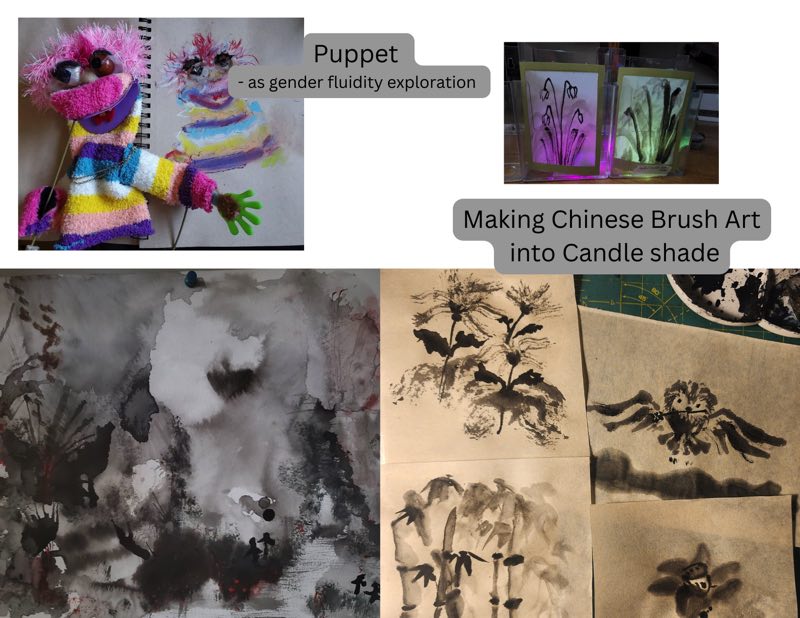 Puppet
- as gender fluidity exploration
Making Chinese Brush Art
into Candle shade